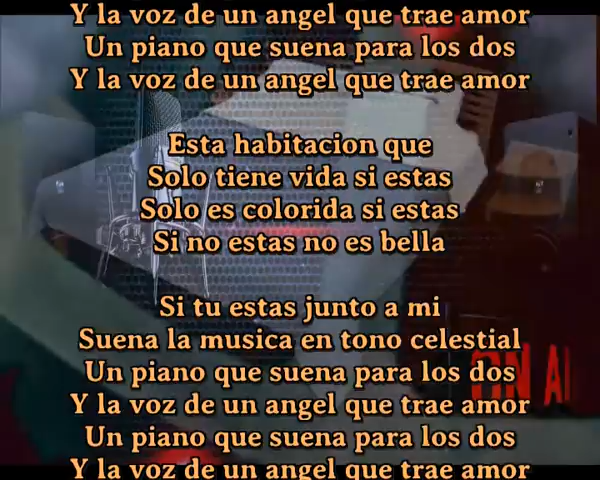 Y la voz de un angel que trae amor
Un piano que suena para los dos
Y la voz de un angel que trae amor
Esta habitacion que
Solo tiene vida si estas
Solo es colorida si estas
Si no estas no es bella
Si tu estas junto a mi
Suena la musica en tono celestial
Un piano que suena para los dos
ON AI
Y la voz de un angel que trae amor
Un piano que suena para los dos
Y la voz de un angel que trae amor